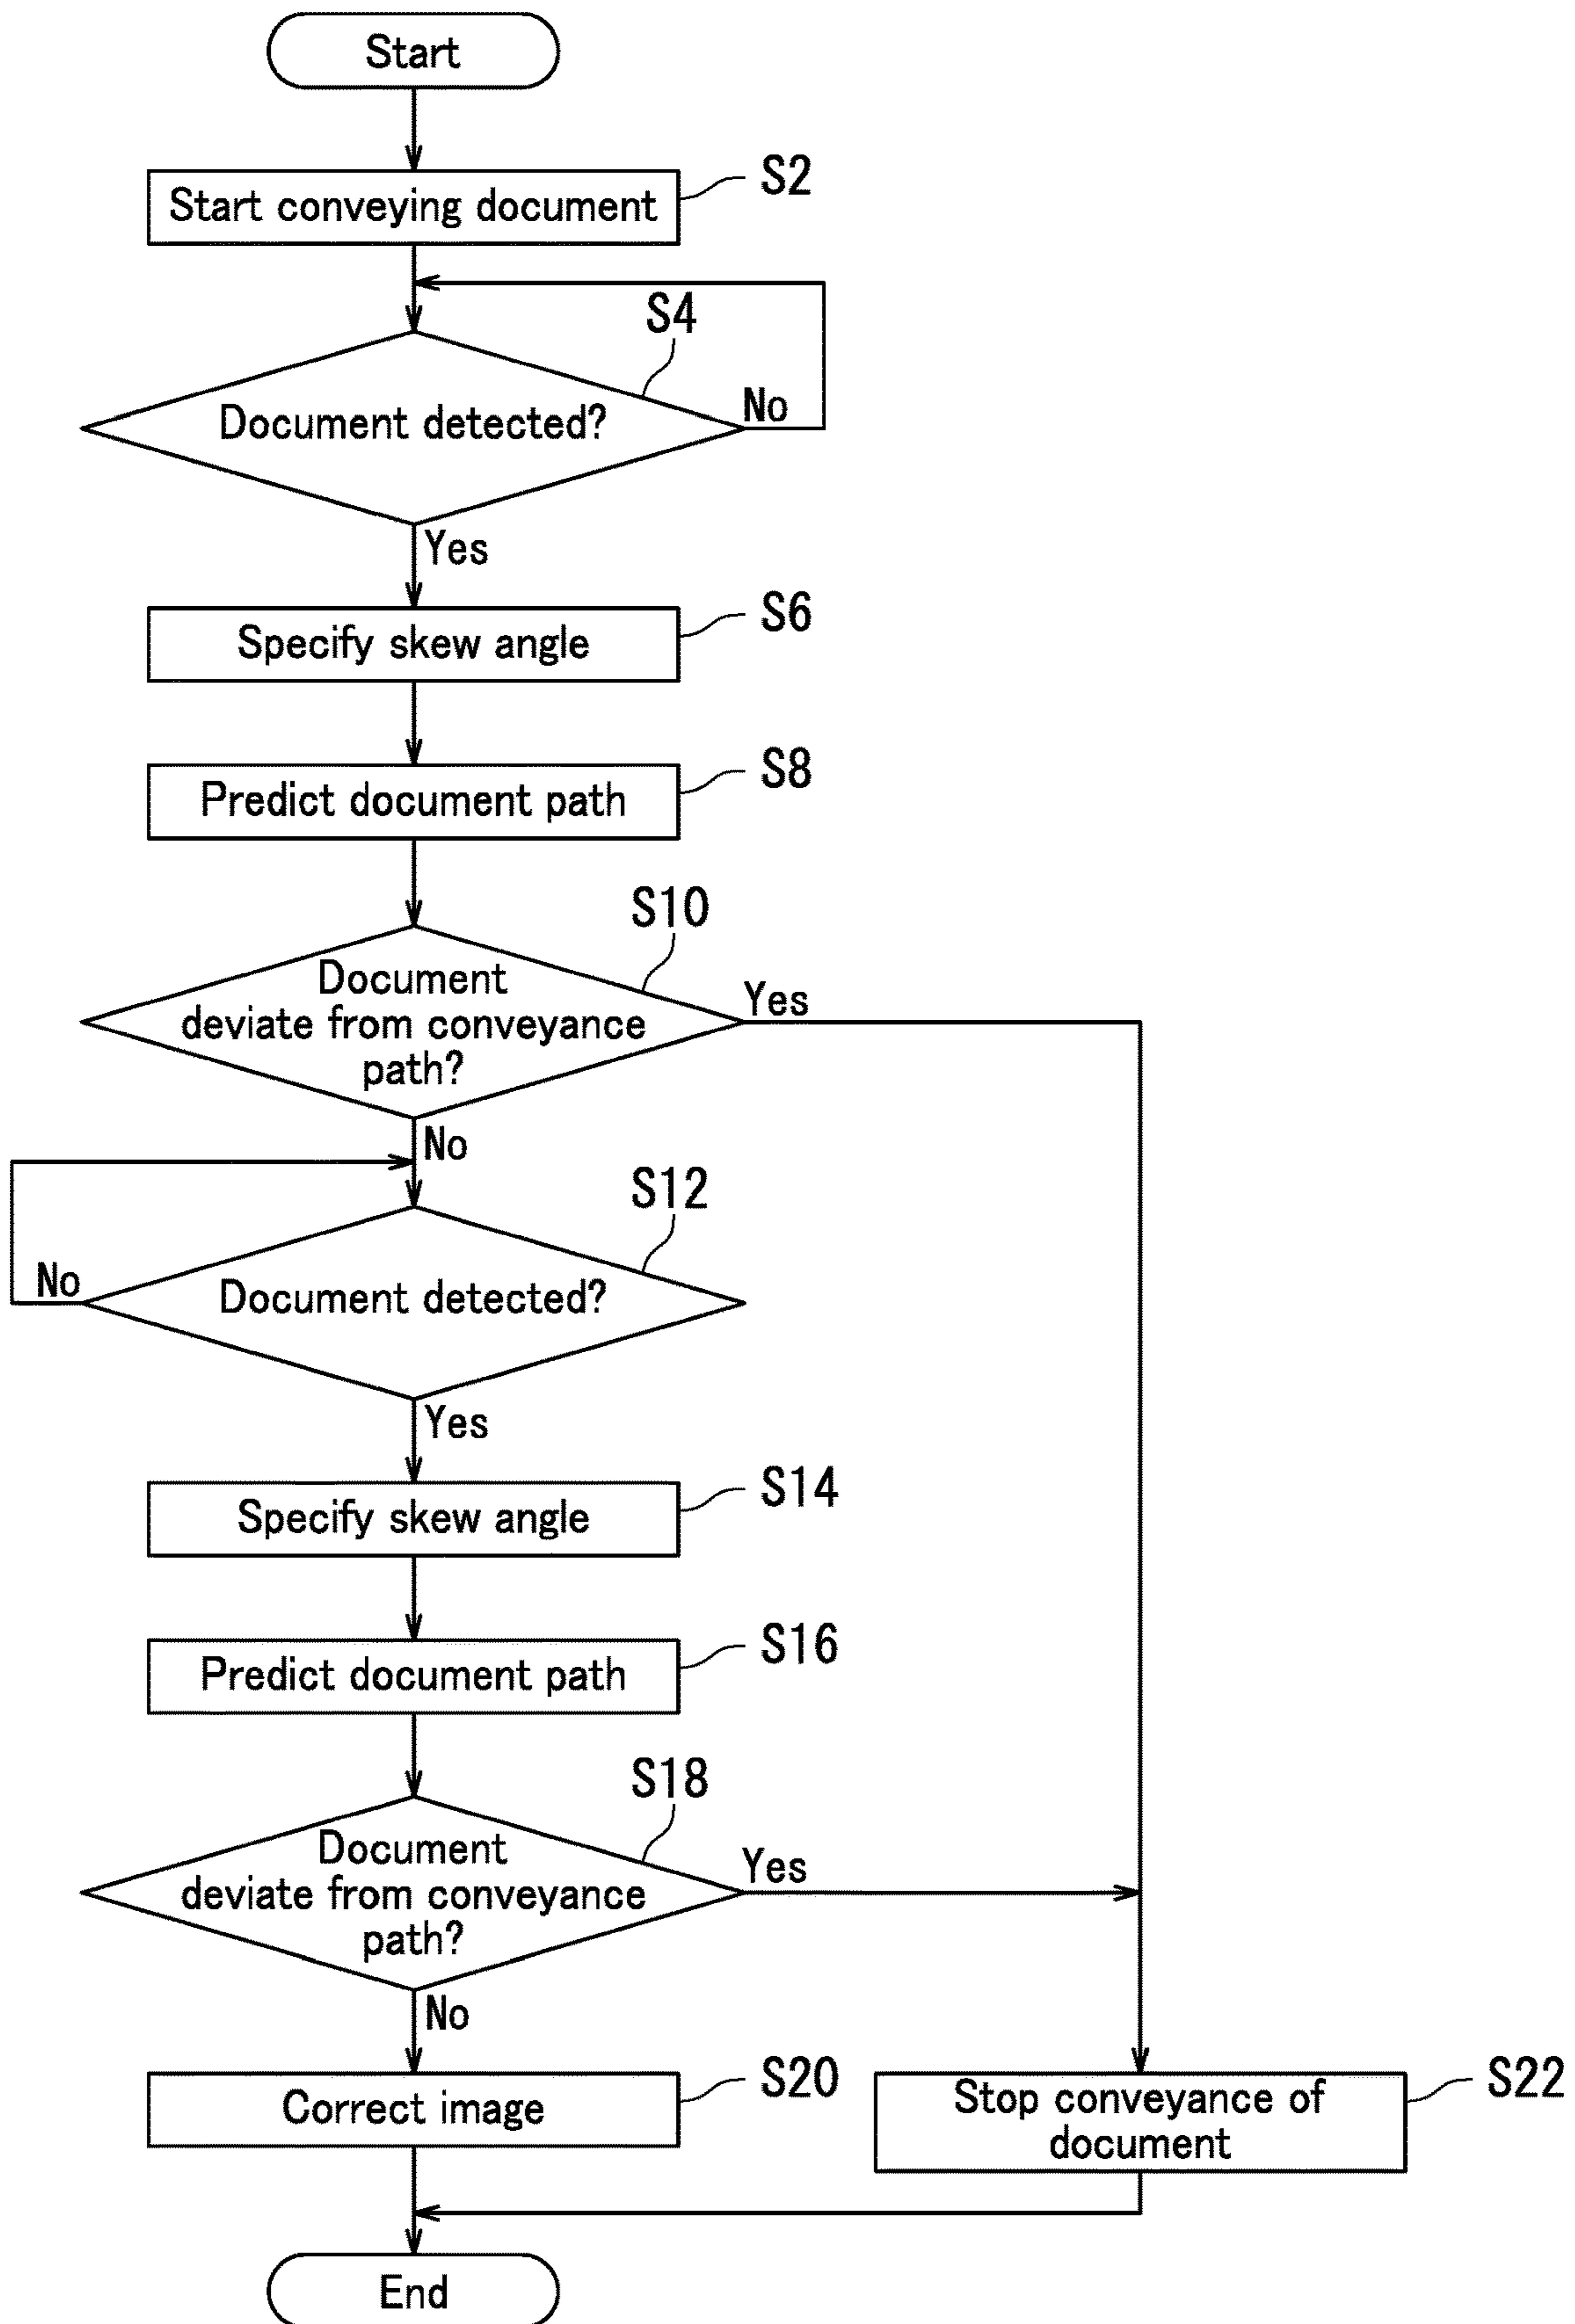 Start
Start conveying document
S2
S4
Document detected?
No
Yes
Specify skew angle
S6
Predict document path
S8
S10
Document
deviate from conveyance
path?
Yes
No
S12
Document detected?
No
Yes
Specify skew angle
S14
Predict document path
S16
S18
Document
deviate from conveyance
path?
Yes
No
Correct image
S20
Stop conveyance of
document
S22
End